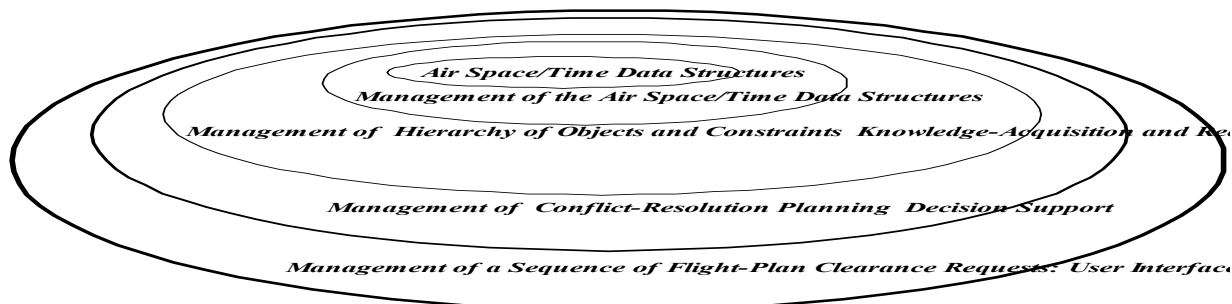 Air Space/Time Data Structures
Management of the Air Space/Time Data Structures
Management of Hierarchy of Objects and Constraints Knowledge-Acquisition and
Management of Conflict-Resolution Planning Decision Support
Management of a Sequence of Flight-Plan Clearance Requests: User Interface